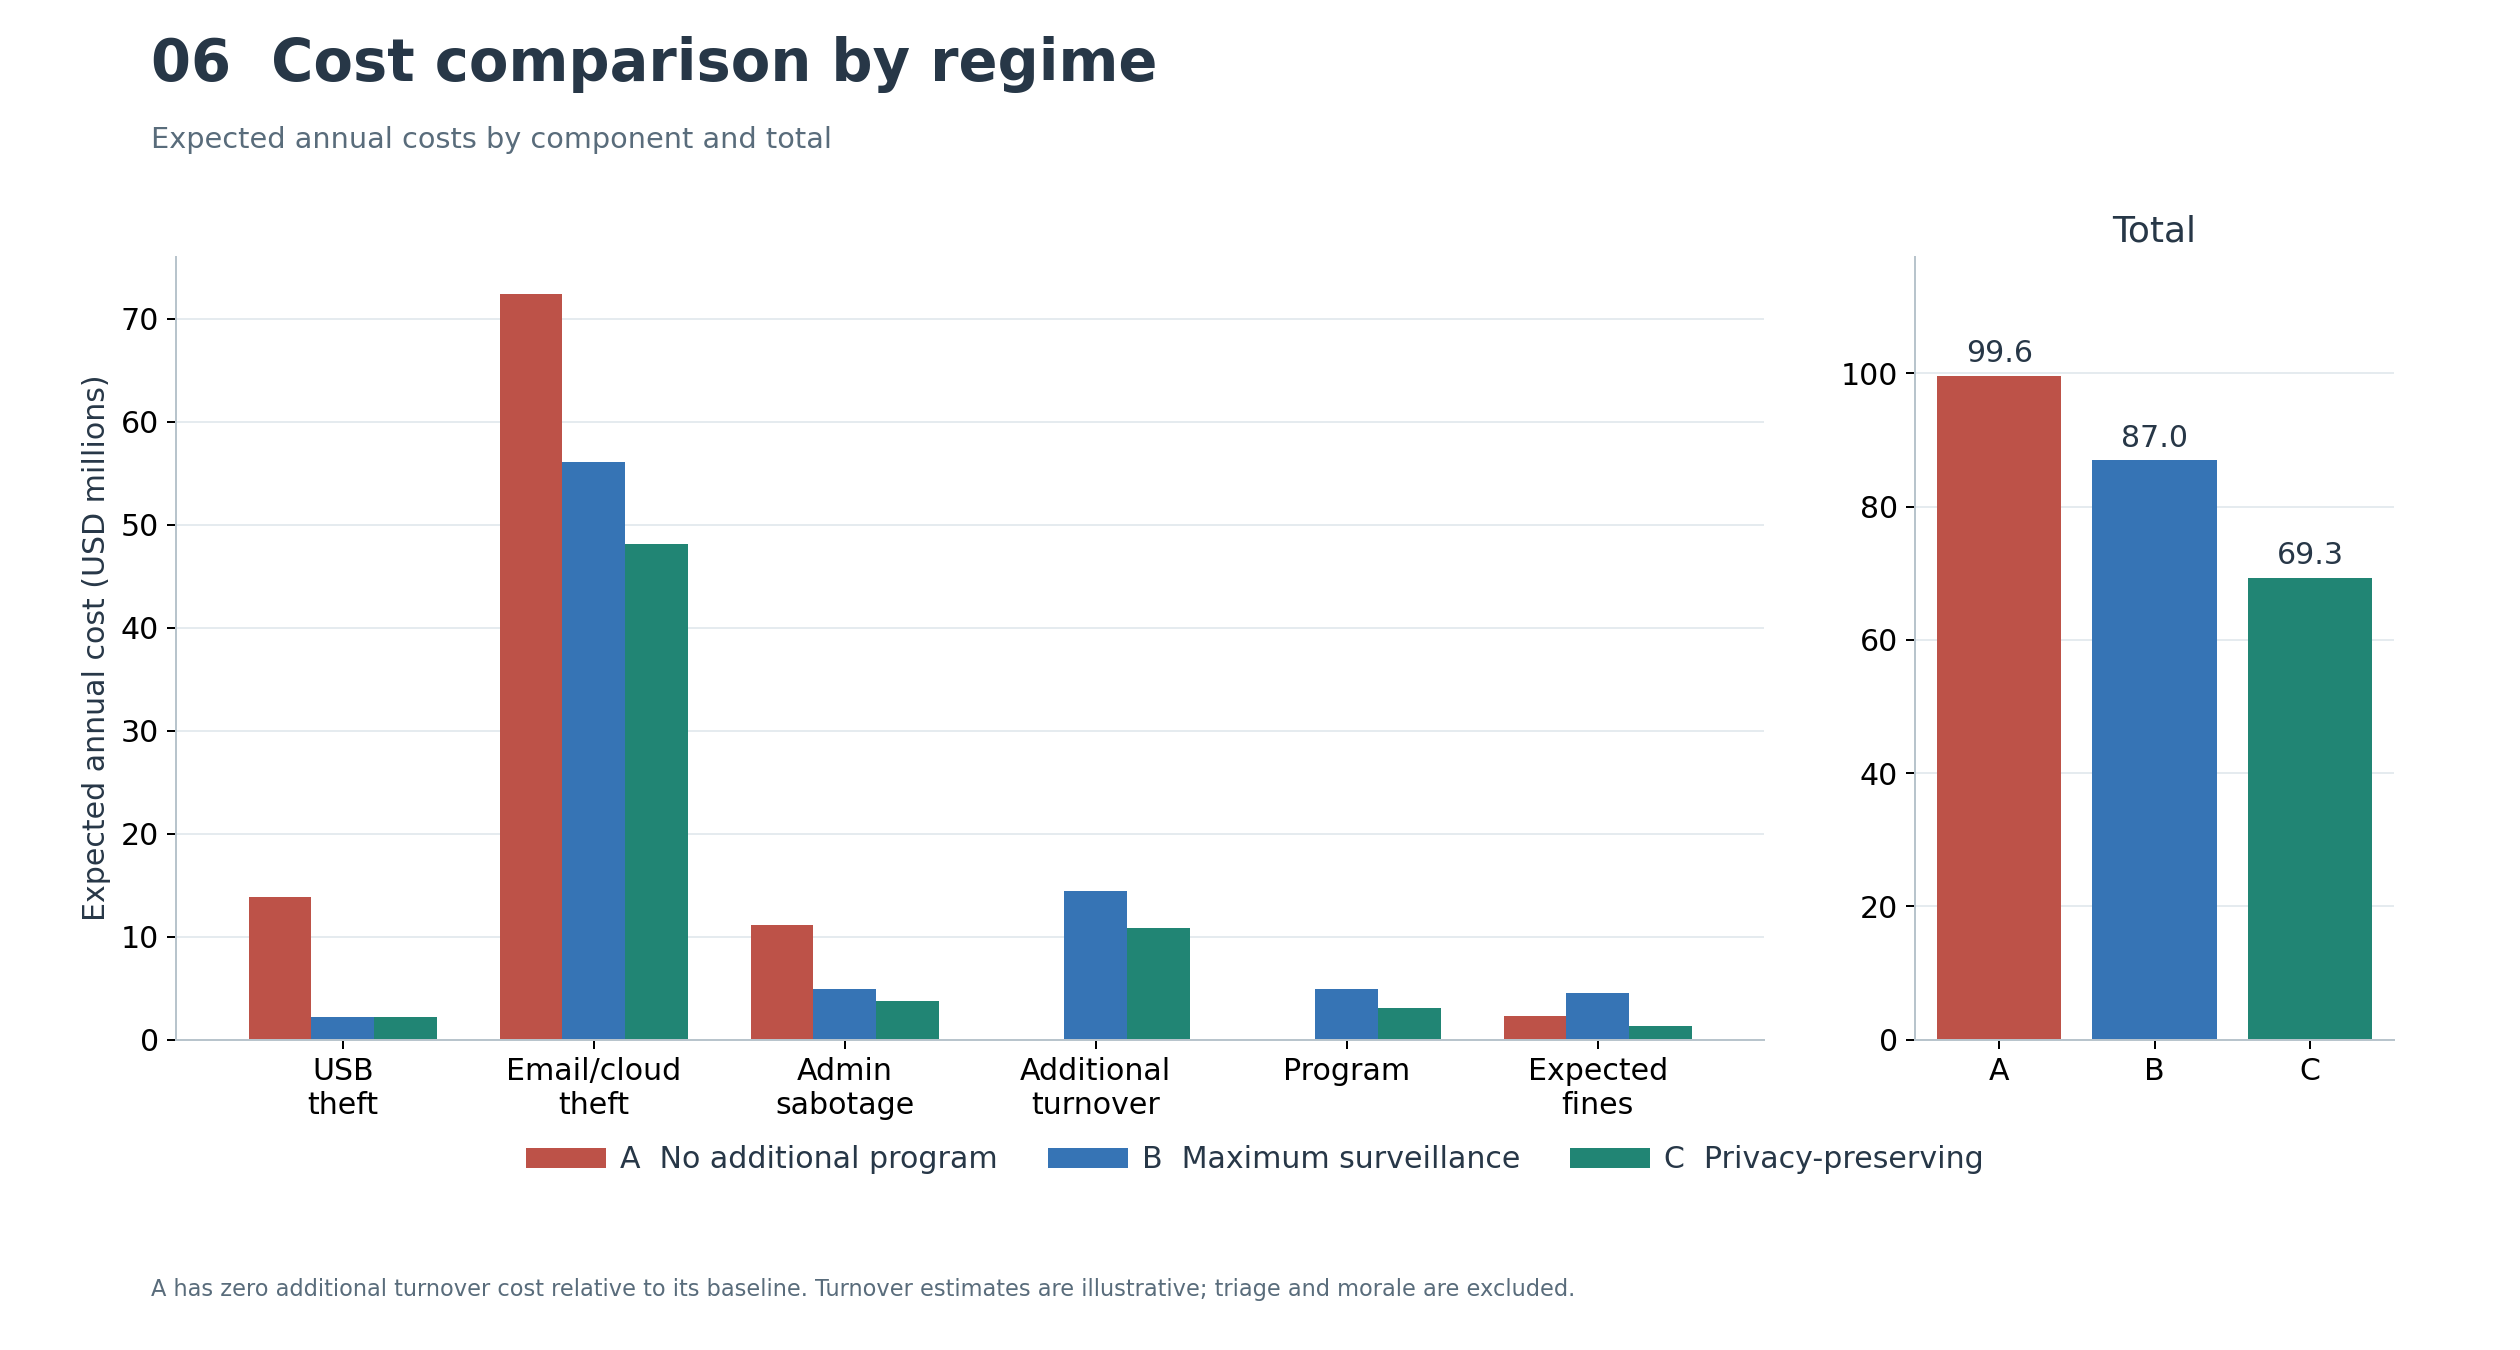 06  Cost comparison by regime
Expected annual costs by component and total
Expected annual cost (USD millions)
70
60
50
40
30
20
10
0
USB
theft
Email/cloud
theft
Admin
sabotage
Additional
turnover
Program
Expected
fines
Total
100
80
60
40
20
0
99.6
87.0
69.3
A
B
C
A  No additional program
B  Maximum surveillance
C  Privacy-preserving
A has zero additional turnover cost relative to its baseline. Turnover estimates are illustrative; triage and morale are excluded.